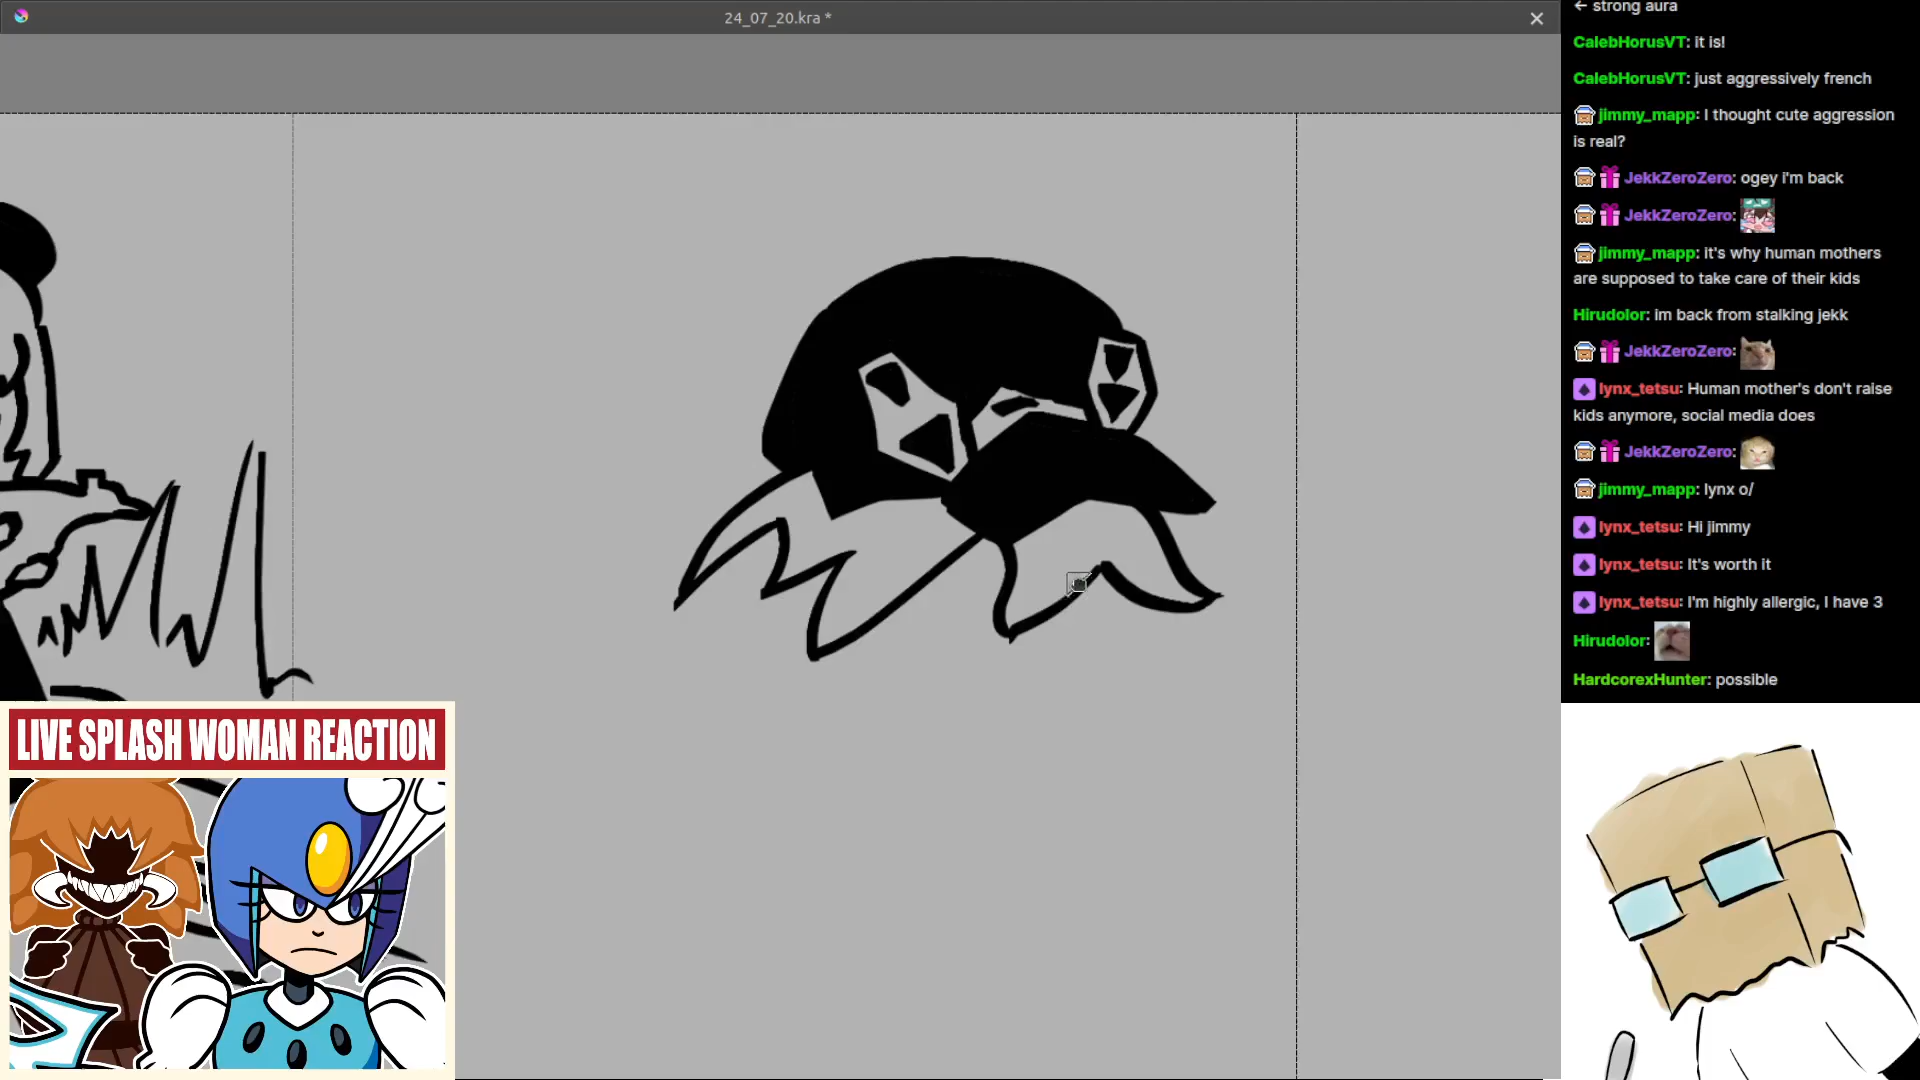 24_07_20.kra *
← strong aura
CalebHorusVT: it is!
CalebHorusVT: just aggressively french
jimmy_mapp: I thought cute aggression
is real?
JekkZeroZero: ogey i'm back
JekkZeroZero:
jimmy_mapp: it's why human mothers
are supposed to take care of their kids
Hirudolor: im back from stalking jekk
JekkZeroZero:
lynx_tetsu: Human mother's don't raise
kids anymore, social media does
JekkZeroZero:
jimmy_mapp: lynx o/
lynx_tetsu: Hi jimmy
lynx_tetsu: It's worth it
lynx_tetsu: I'm highly allergic, I have 3
Hirudolor:
HardcorexHunter: possible
LIVE SPLASH WOMAN REACTION